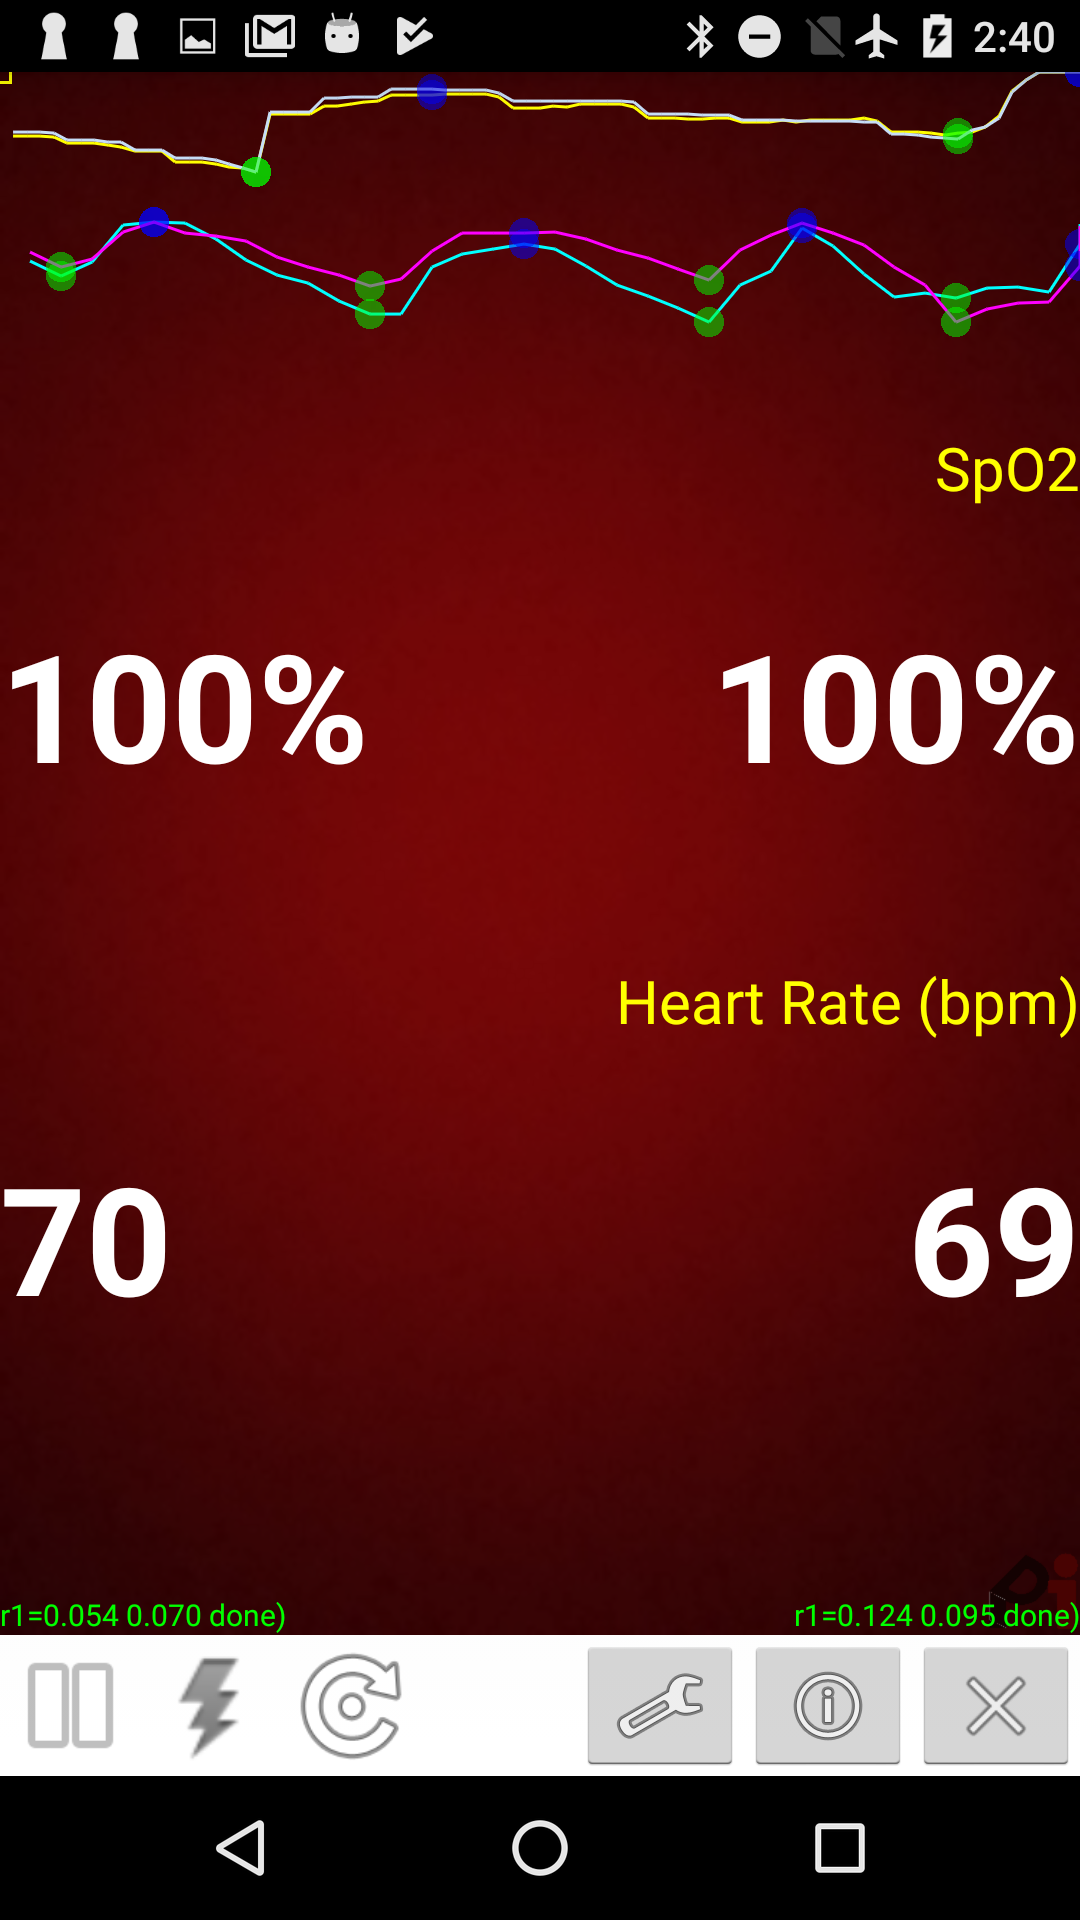 2:40
SpO2
100% 100%
Heart Rate (bpm)
70 69
r1=0.054 0.070 done) r1=0.124 0.095 done)